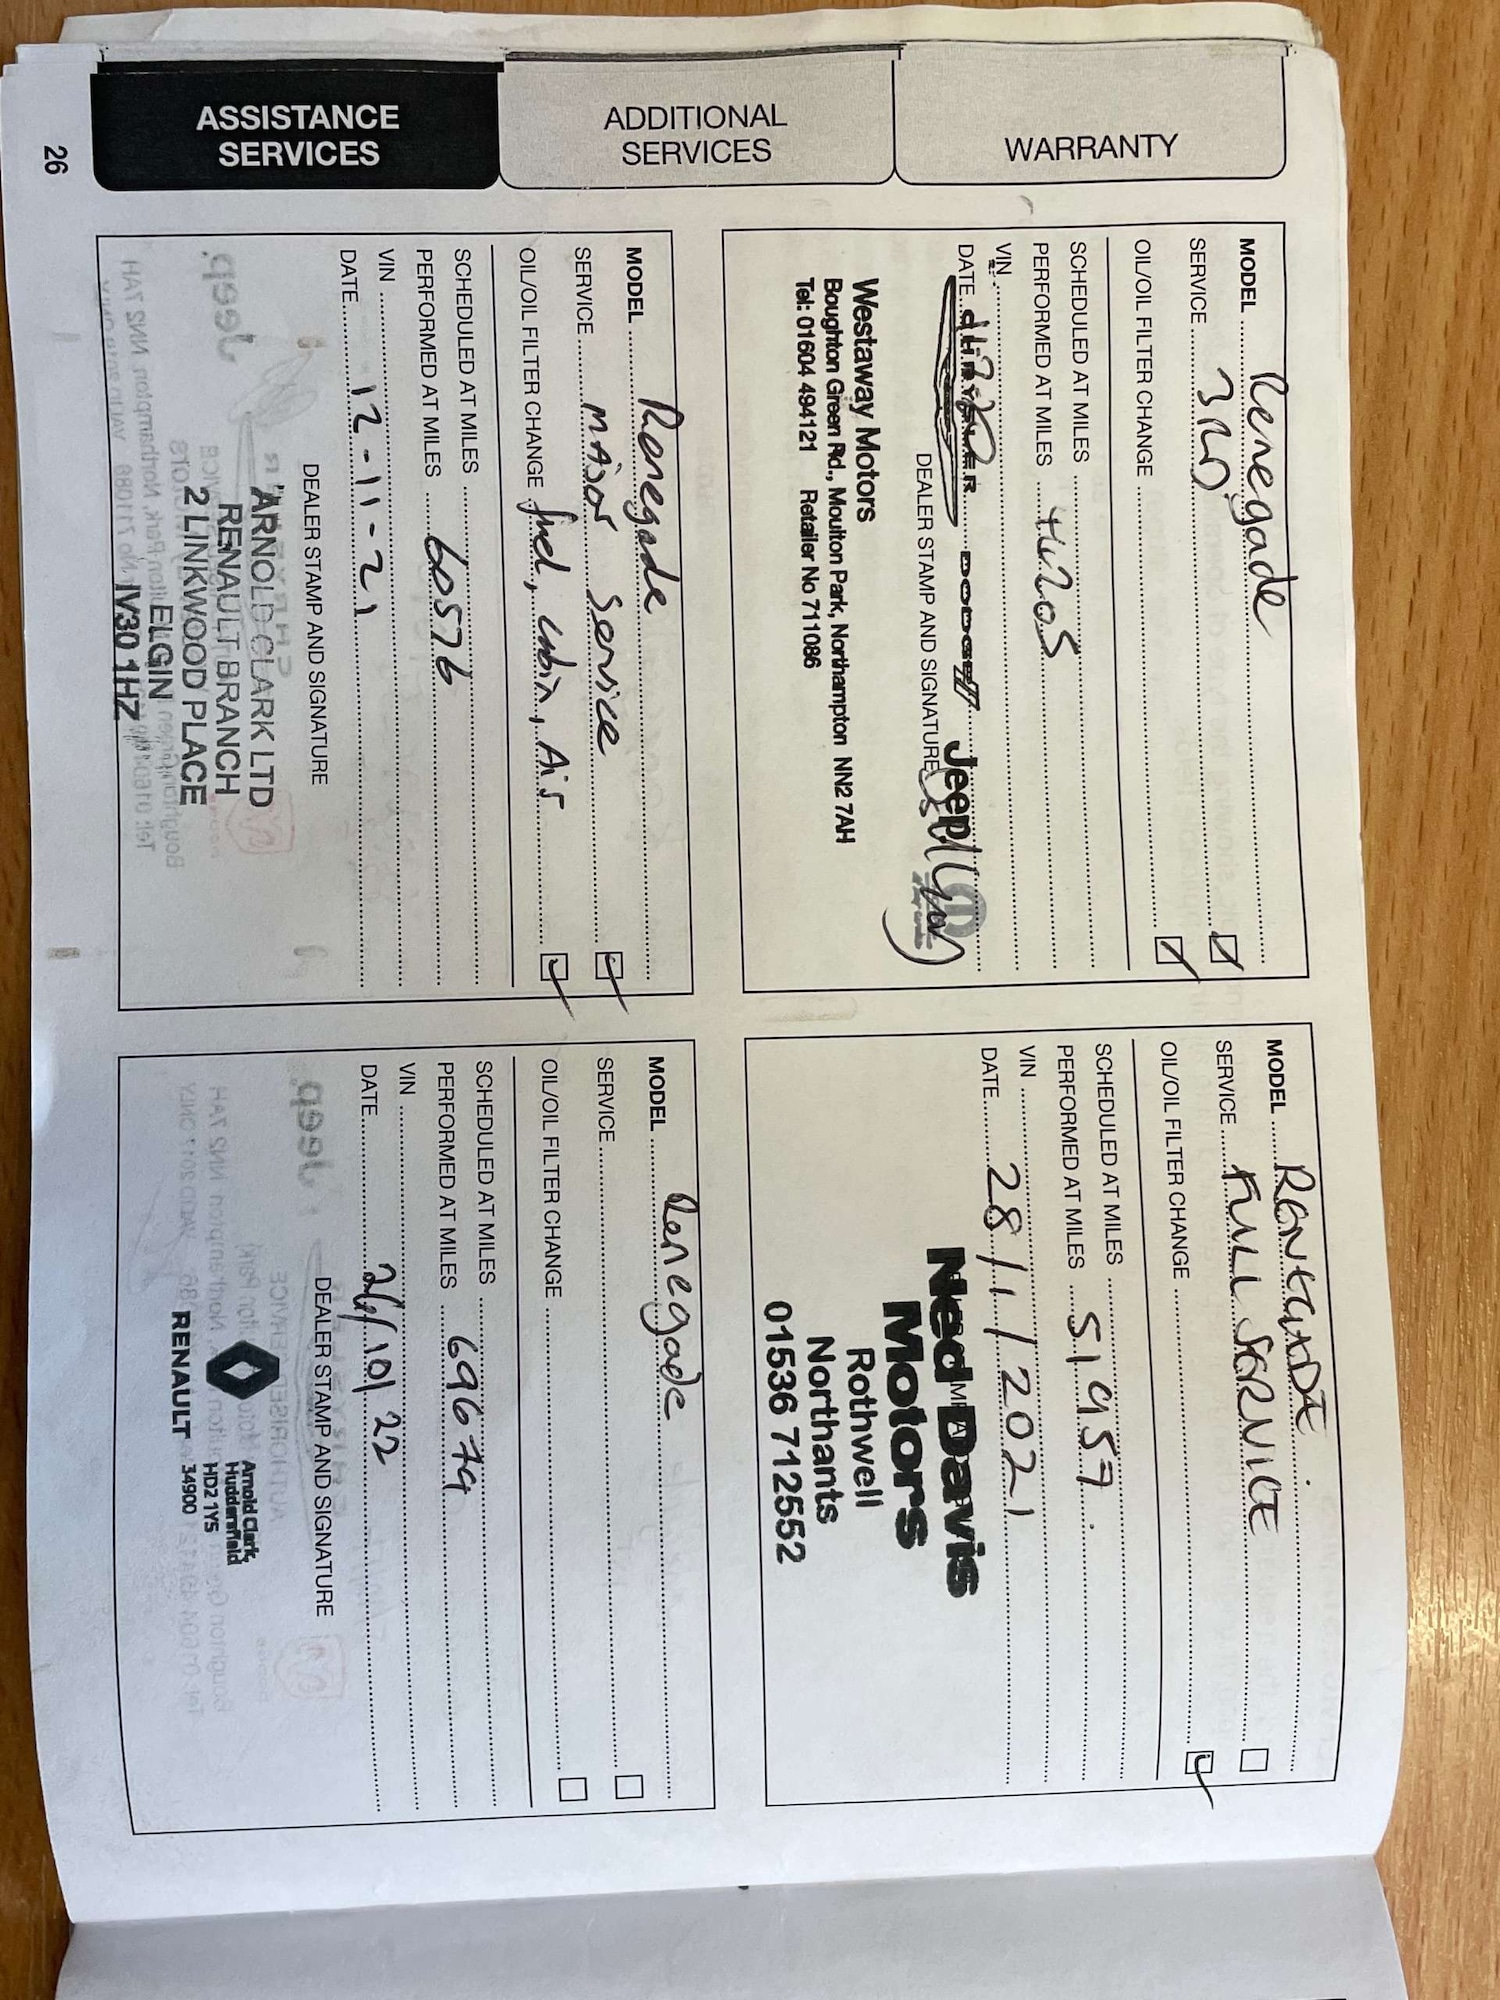 ASSISTANCE
SERVICES
ADDITIONAL
SERVICES
WARRANTY
26
MODEL Renegade
SERVICE 3RD
OIL/OIL FILTER CHANGE
SCHEDULED AT MILES
PERFORMED AT MILES
VIN
DATE
DEALER STAMP AND SIGNATURE
Jeep
Westaway Motors
Boughton Green Rd., Moulton Park, Northampton NN2 7AH
Tel: 01604 494121 Retailer No 711086
MODEL RENEGADE
SERVICE FULL SERVICE
OIL/OIL FILTER CHANGE
SCHEDULED AT MILES
PERFORMED AT MILES 51957
VIN
DATE 28/1/2021
Ned Davis
Motors
Rothwell
Northants
01536 712552
MODEL Renegade
SERVICE Major Service
OIL/OIL FILTER CHANGE fuel, cabin, Air
SCHEDULED AT MILES
PERFORMED AT MILES 60576
VIN
DATE 12-11-21
DEALER STAMP AND SIGNATURE
ARNOLD CLARK LTD
RENAULT BRANCH
2 LINKWOOD PLACE
ELGIN
IV30 1HZ
MODEL Renegade
SERVICE
OIL/OIL FILTER CHANGE
SCHEDULED AT MILES
PERFORMED AT MILES 69679
VIN
DATE 26/10/22
DEALER STAMP AND SIGNATURE
Arnold Clark,
Huddersfield
HD2 1YS
RENAULT 34900